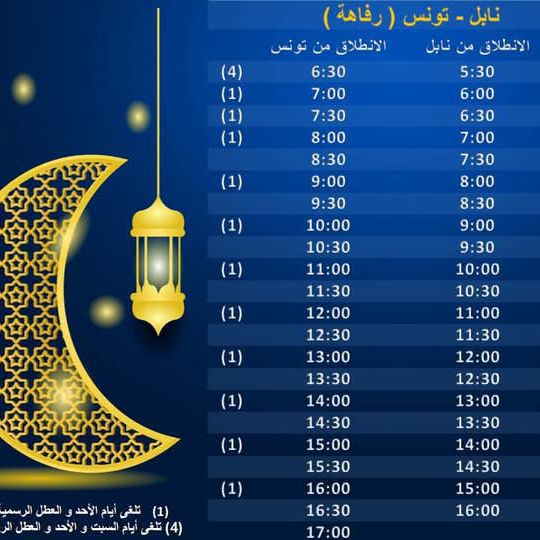 نابل - تونس ( رفاهة )
الانطلاق من نابل الانطلاق من تونس
5:30 6:30 (4)
6:00 7:00 (1)
6:30 7:30 (1)
7:00 8:00 (1)
7:30 8:30
8:00 9:00 (1)
8:30 9:30
9:00 10:00 (1)
9:30 10:30
10:00 11:00 (1)
10:30 11:30
11:00 12:00 (1)
11:30 12:30
12:00 13:00 (1)
12:30 13:30
13:00 14:00 (1)
13:30 14:30
14:00 15:00 (1)
14:30 15:30
15:00 16:00 (1)
16:00 16:30
17:00
(1) تلغى أيام الأحد و العطل الرسمية
(4) تلغى أيام السبت و الأحد و العطل